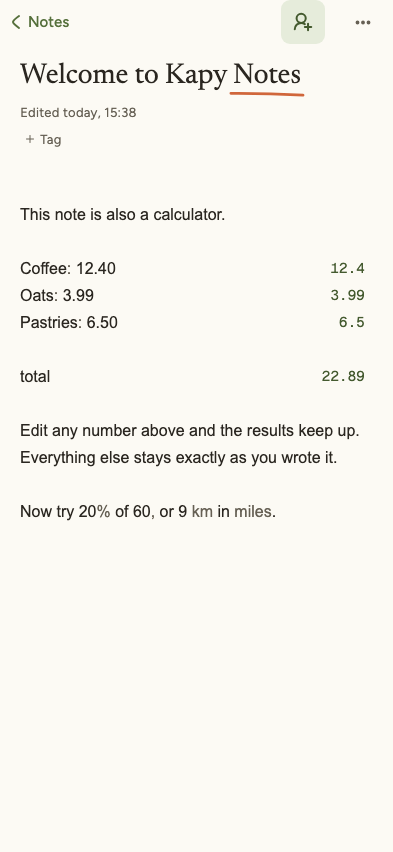 Notes
Welcome to Kapy Notes
Edited today, 15:38
+ Tag
This note is also a calculator.
Coffee: 12.40 12.4
Oats: 3.99 3.99
Pastries: 6.50 6.5
total 22.89
Edit any number above and the results keep up.
Everything else stays exactly as you wrote it.
Now try 20% of 60, or 9 km in miles.